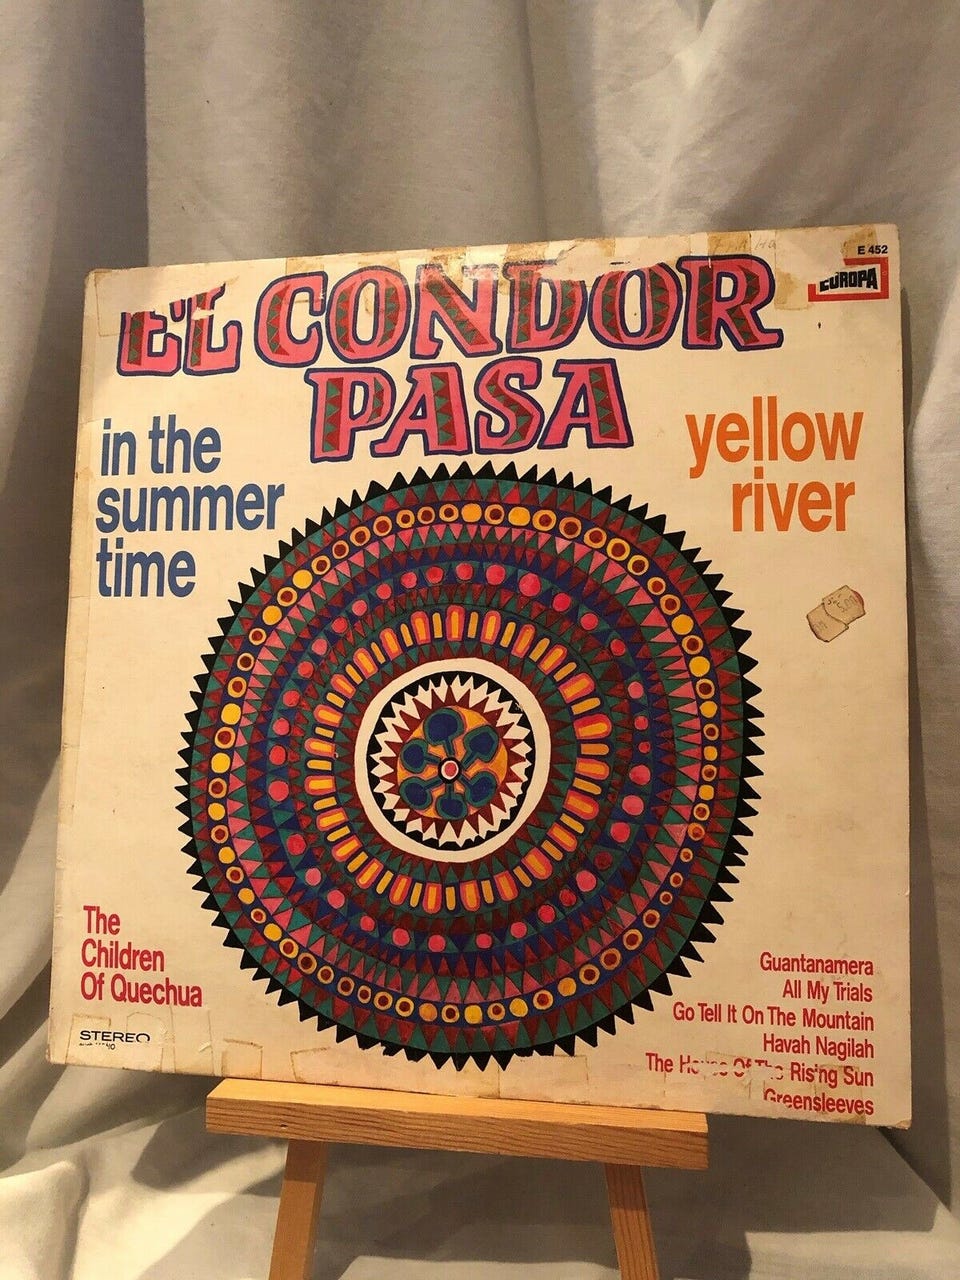 E 452
EUROPA
EL CONDOR
PASA
in the
summer
time
yellow
river
The
Children
Of Quechua
STEREO
Guantanamera
All My Trials
Go Tell It On The Mountain
Havah Nagilah
The House Of The Rising Sun
Greensleeves